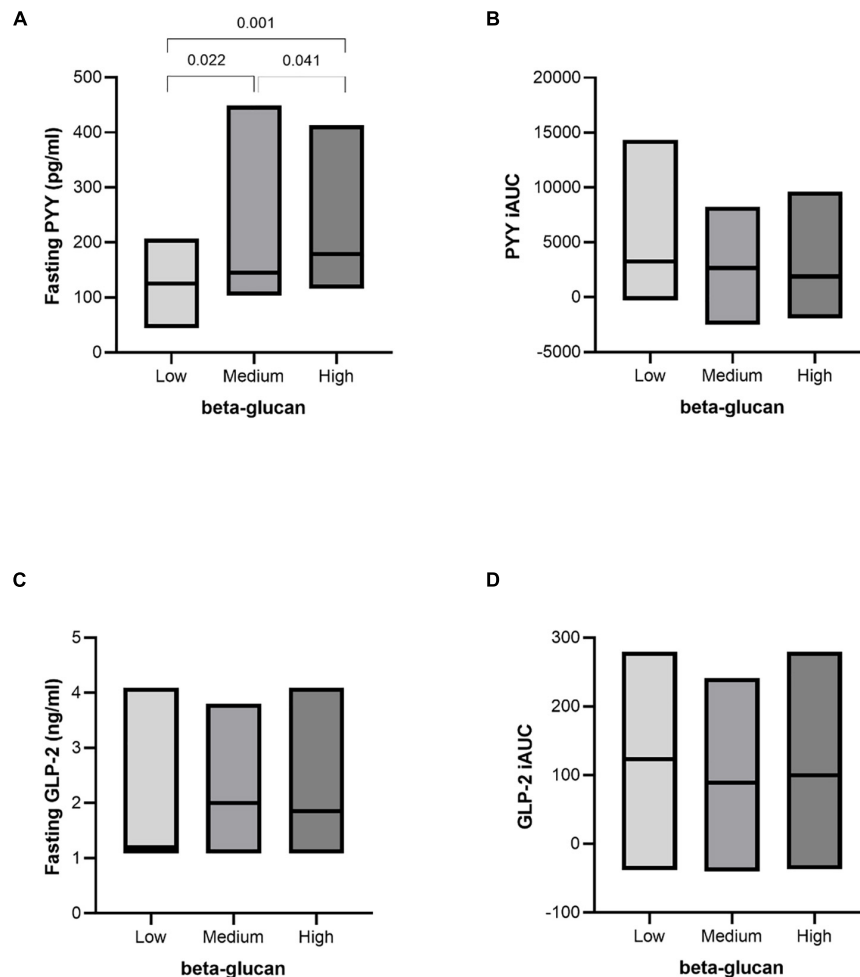 A
0.001
0.022 0.041
Fasting PYY (pg/ml)
500
400
300
200
100
0
Low Medium High
beta-glucan
B
PYY iAUC
20000
15000
10000
5000
0
-5000
Low Medium High
beta-glucan
C
Fasting GLP-2 (ng/ml)
5
4
3
2
1
0
Low Medium High
beta-glucan
D
GLP-2 iAUC
300
200
100
0
-100
Low Medium High
beta-glucan